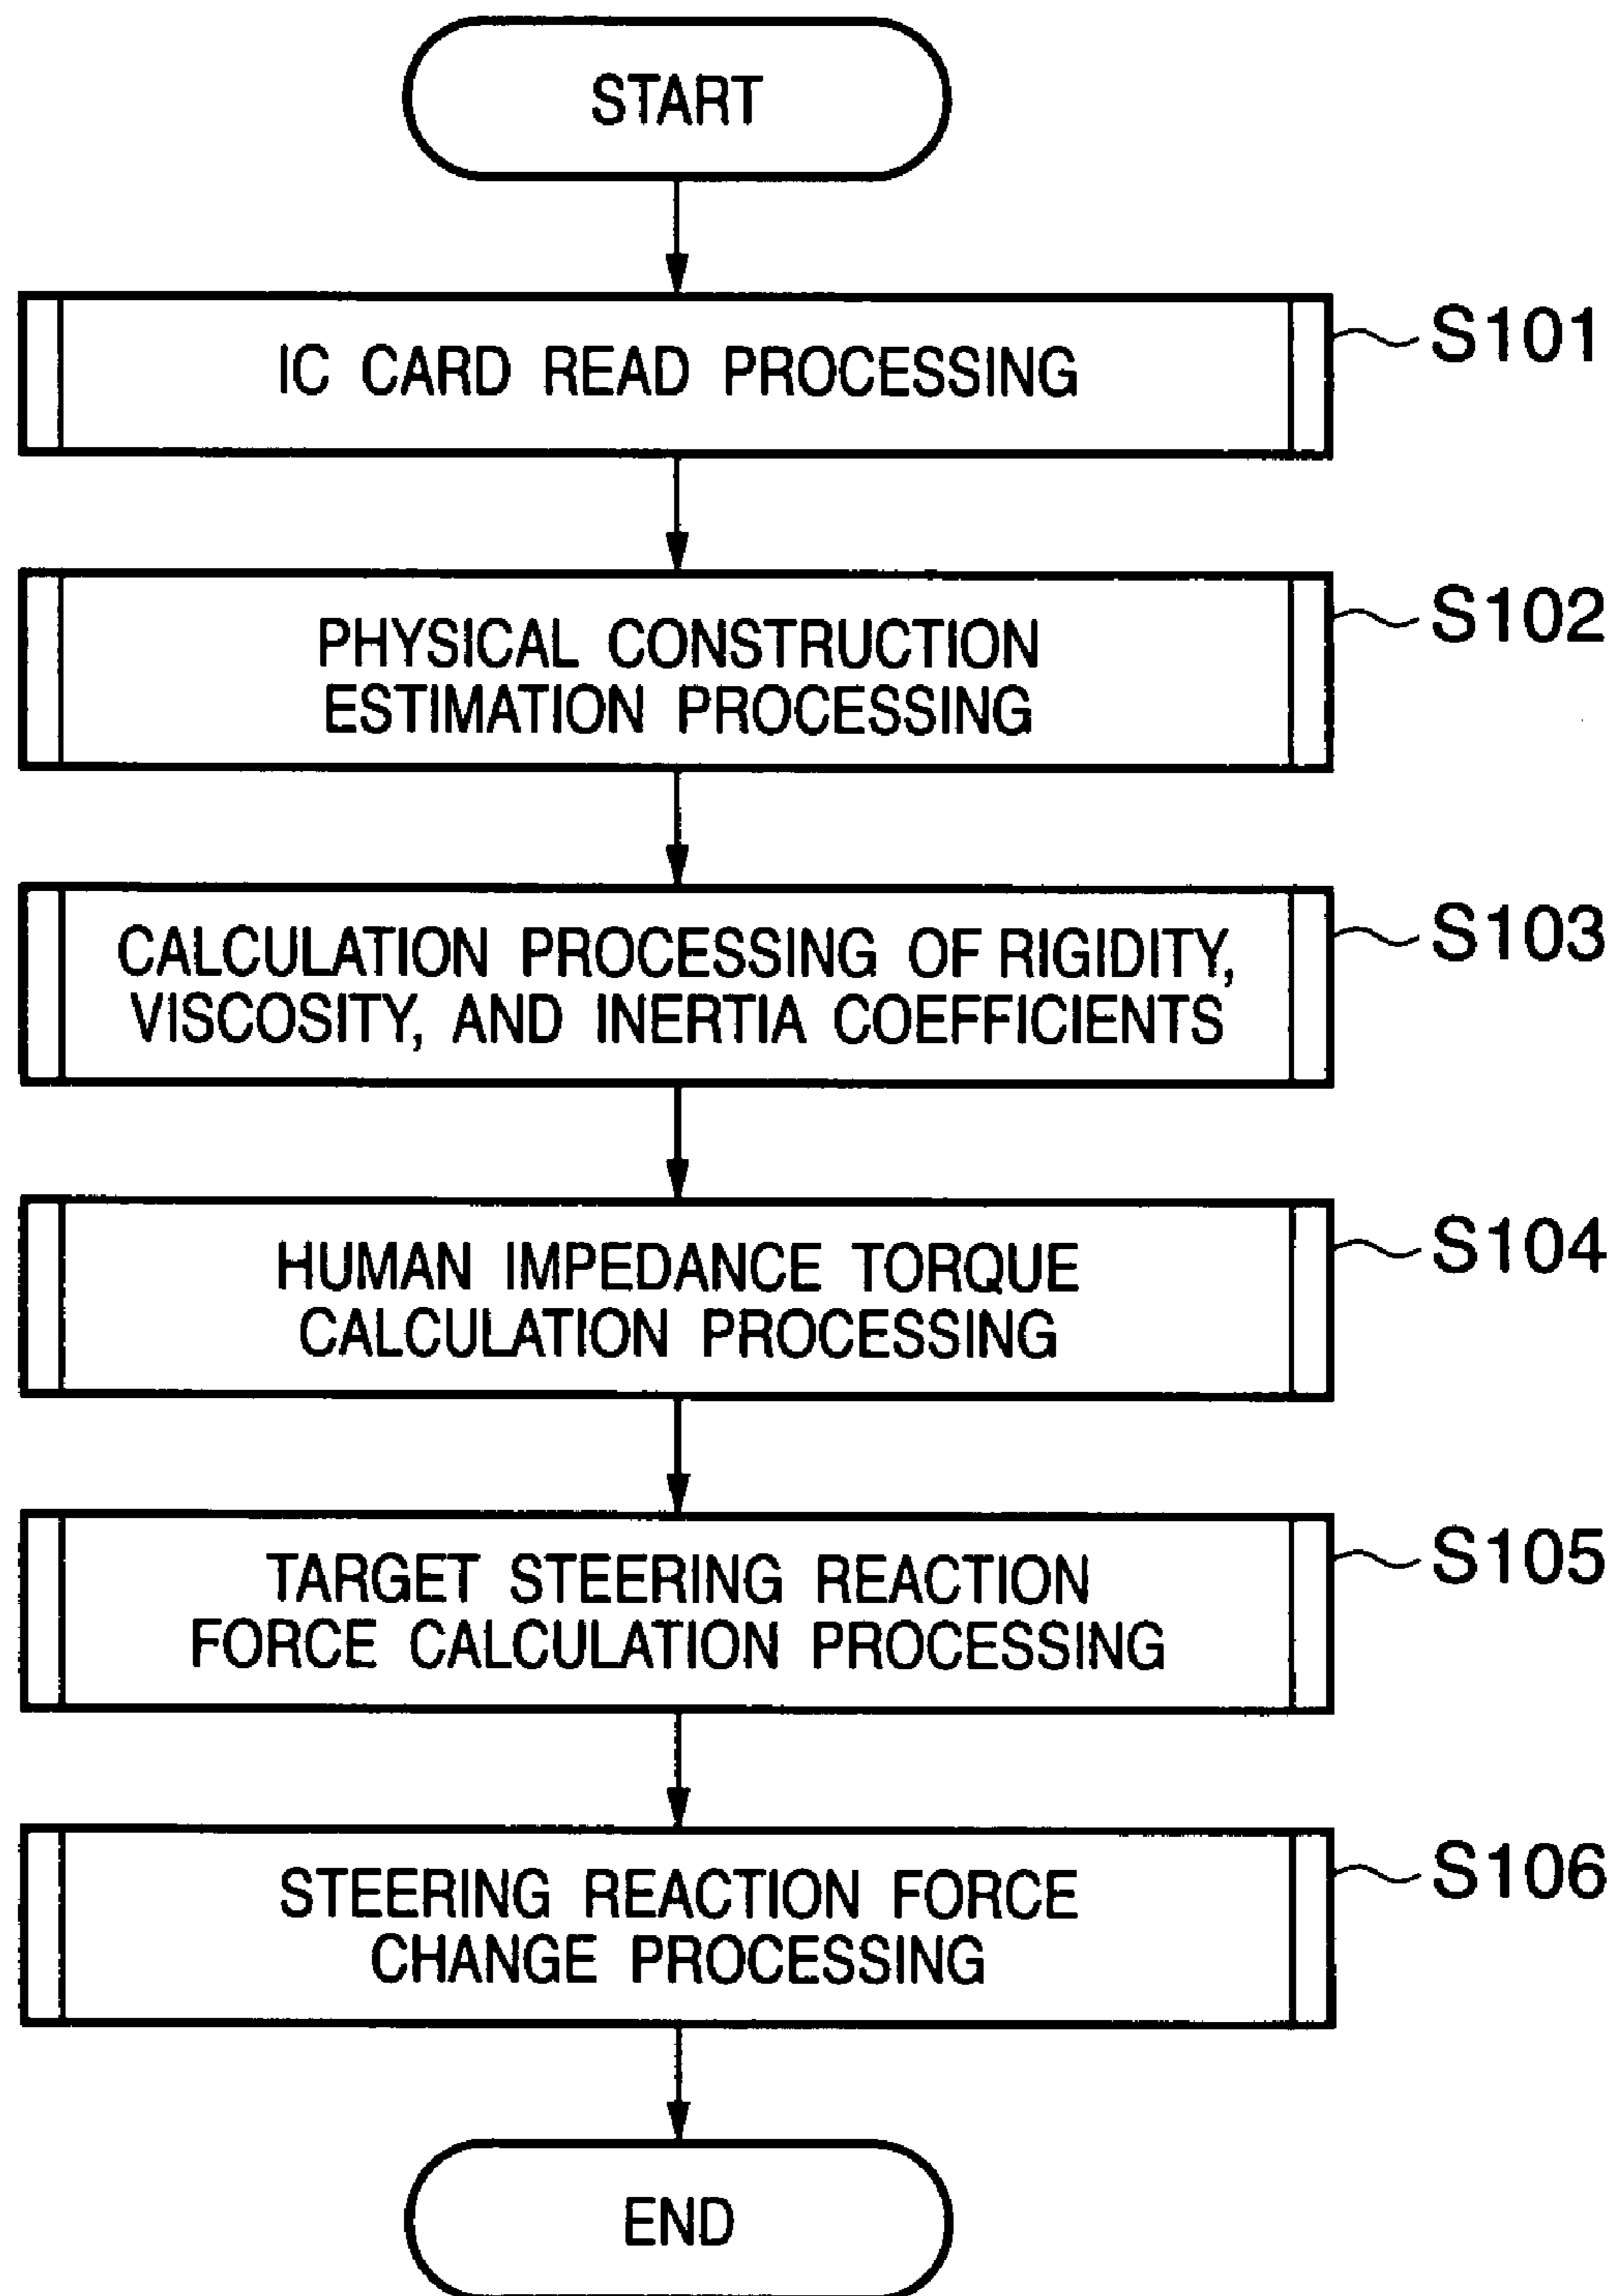 START
IC CARD READ PROCESSING
S101
PHYSICAL CONSTRUCTION
ESTIMATION PROCESSING
S102
CALCULATION PROCESSING OF RIGIDITY,
VISCOSITY, AND INERTIA COEFFICIENTS
S103
HUMAN IMPEDANCE TORQUE
CALCULATION PROCESSING
S104
TARGET STEERING REACTION
FORCE CALCULATION PROCESSING
S105
STEERING REACTION FORCE
CHANGE PROCESSING
S106
END